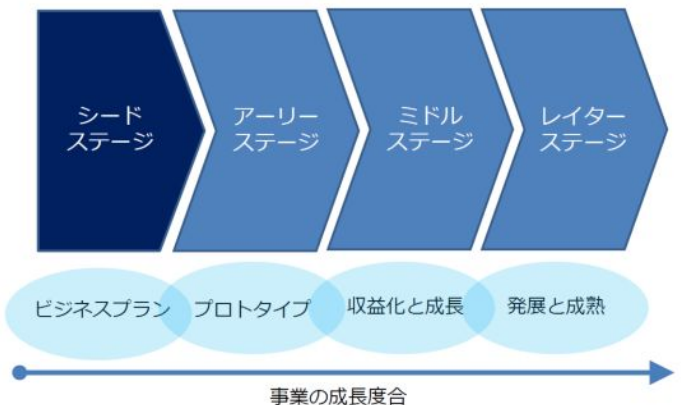 シード
ステージ
アーリー
ステージ
ミドル
ステージ
レイター
ステージ
ビジネスプラン
プロトタイプ
収益化と成長
発展と成熟
事業の成長度合